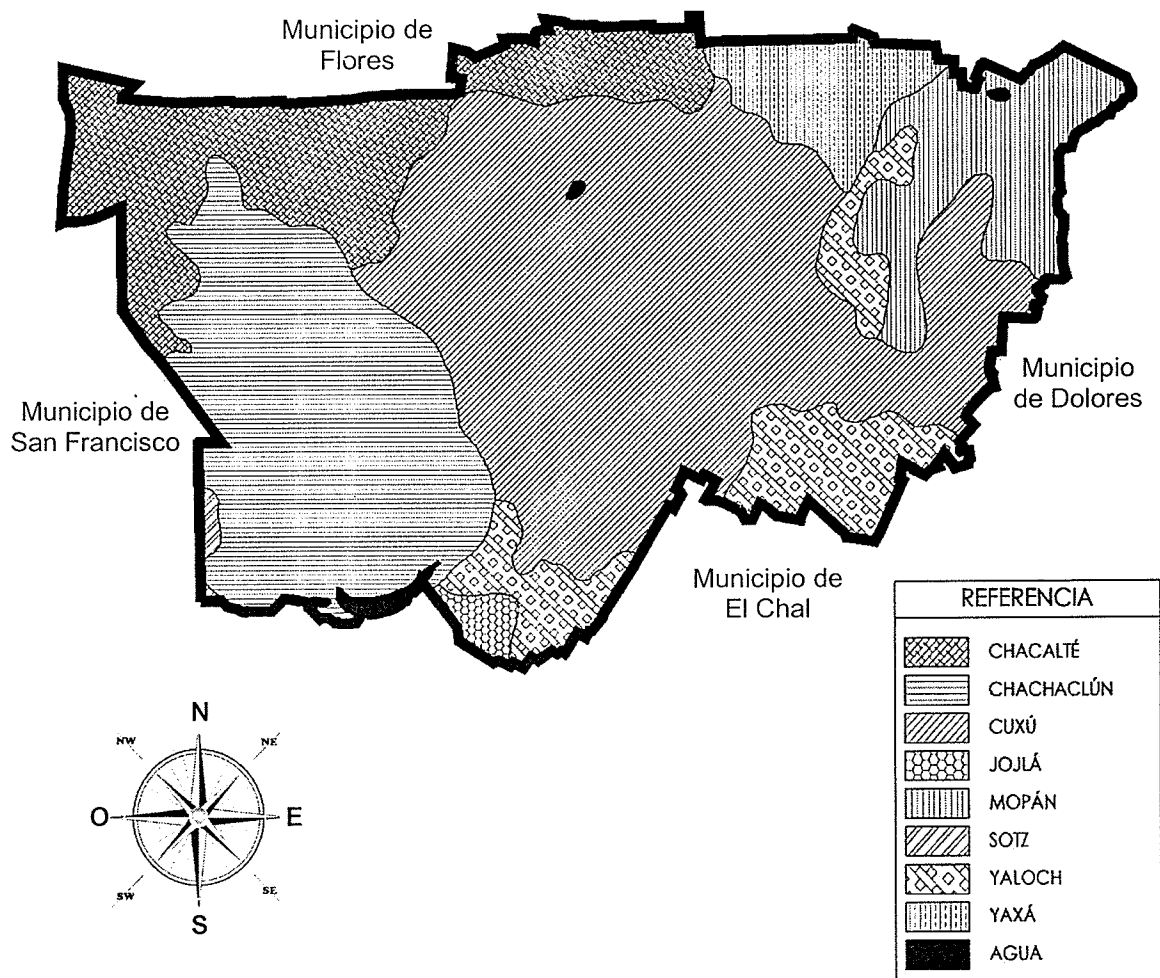 Municipio de
Flores
Municipio de
San Francisco
Municipio
de Dolores
Municipio de
El Chal
REFERENCIA
CHACALTÉ
CHACHACLÚN
CUXÚ
JOJLÁ
MOPÁN
SOTZ
YALOCH
YAXÁ
AGUA
N
NW
NE
O
E
SW
SE
S